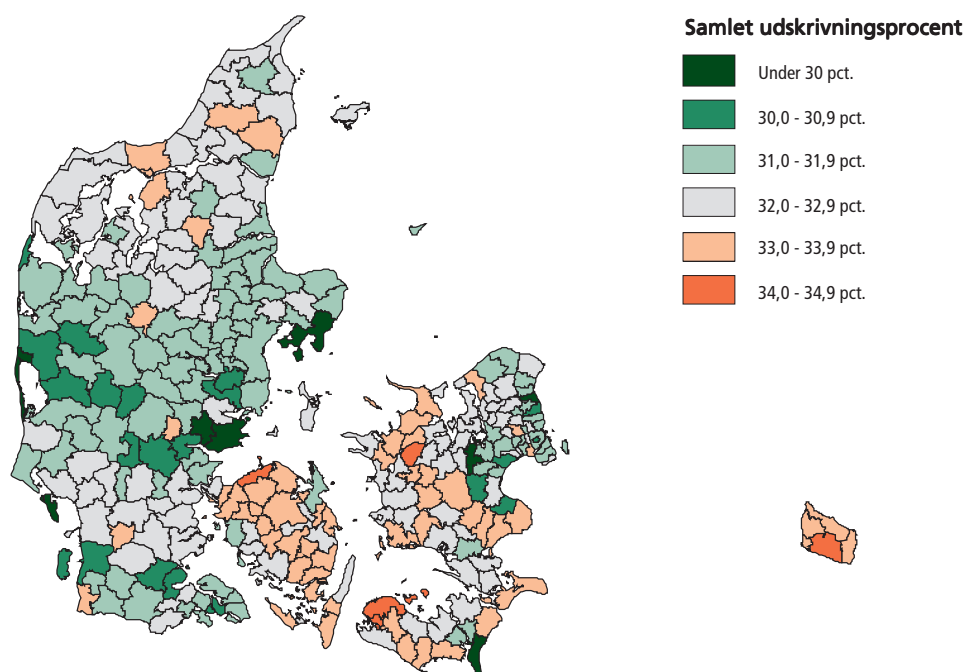 Samlet udskrivningsprocent
Under 30 pct.
30,0 - 30,9 pct.
31,0 - 31,9 pct.
32,0 - 32,9 pct.
33,0 - 33,9 pct.
34,0 - 34,9 pct.